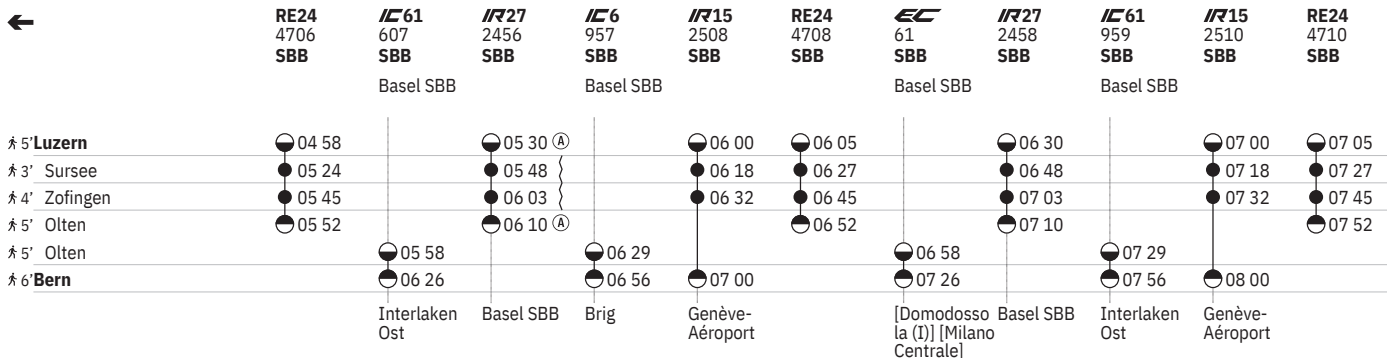 RE24 IC61 IR27 IC6 IR15 RE24 EC IR27 IC61 IR15 RE24
4706 607 2456 957 2508 4708 61 2458 959 2510 4710
SBB SBB SBB SBB SBB SBB SBB SBB SBB SBB SBB
Basel SBB Basel SBB Basel SBB Basel SBB
5' Luzern 04 58 05 30 A 06 00 06 05 06 30 07 00 07 05
3' Sursee 05 24 05 48 06 18 06 27 06 48 07 18 07 27
4' Zofingen 05 45 06 03 06 32 06 45 07 03 07 32 07 45
5' Olten 05 52 06 10 A 06 52 07 10 07 52
5' Olten 05 58 06 29 06 58 07 29
6' Bern 06 26 06 56 07 00 07 26 07 56 08 00
Interlaken Basel SBB Brig Genève- [Domodosso Basel SBB Interlaken Genève-
Ost Aéroport la (I)] [Milano Ost Aéroport
Centrale]